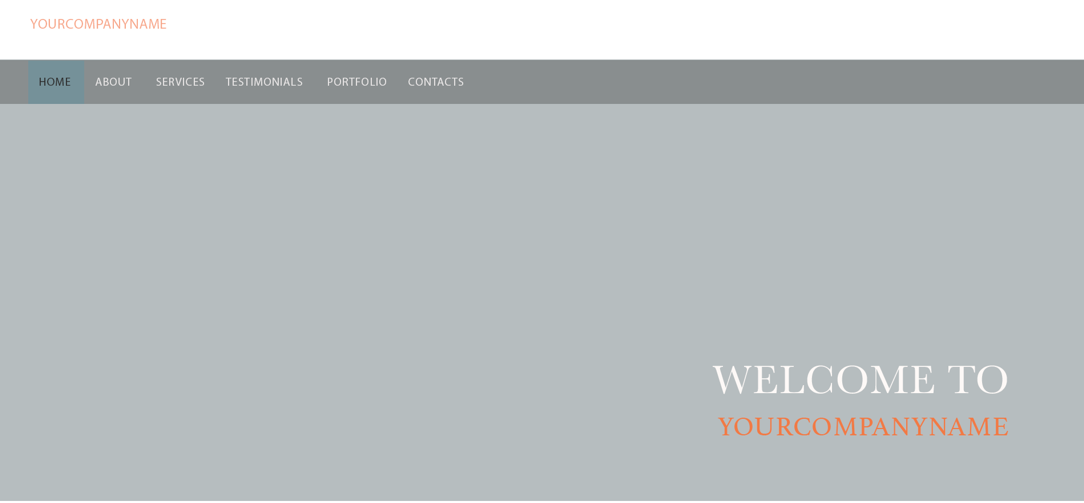 YOURCOMPANYNAME
HOME ABOUT SERVICES TESTIMONIALS PORTFOLIO CONTACTS
WELCOME TO
YOURCOMPANYNAME